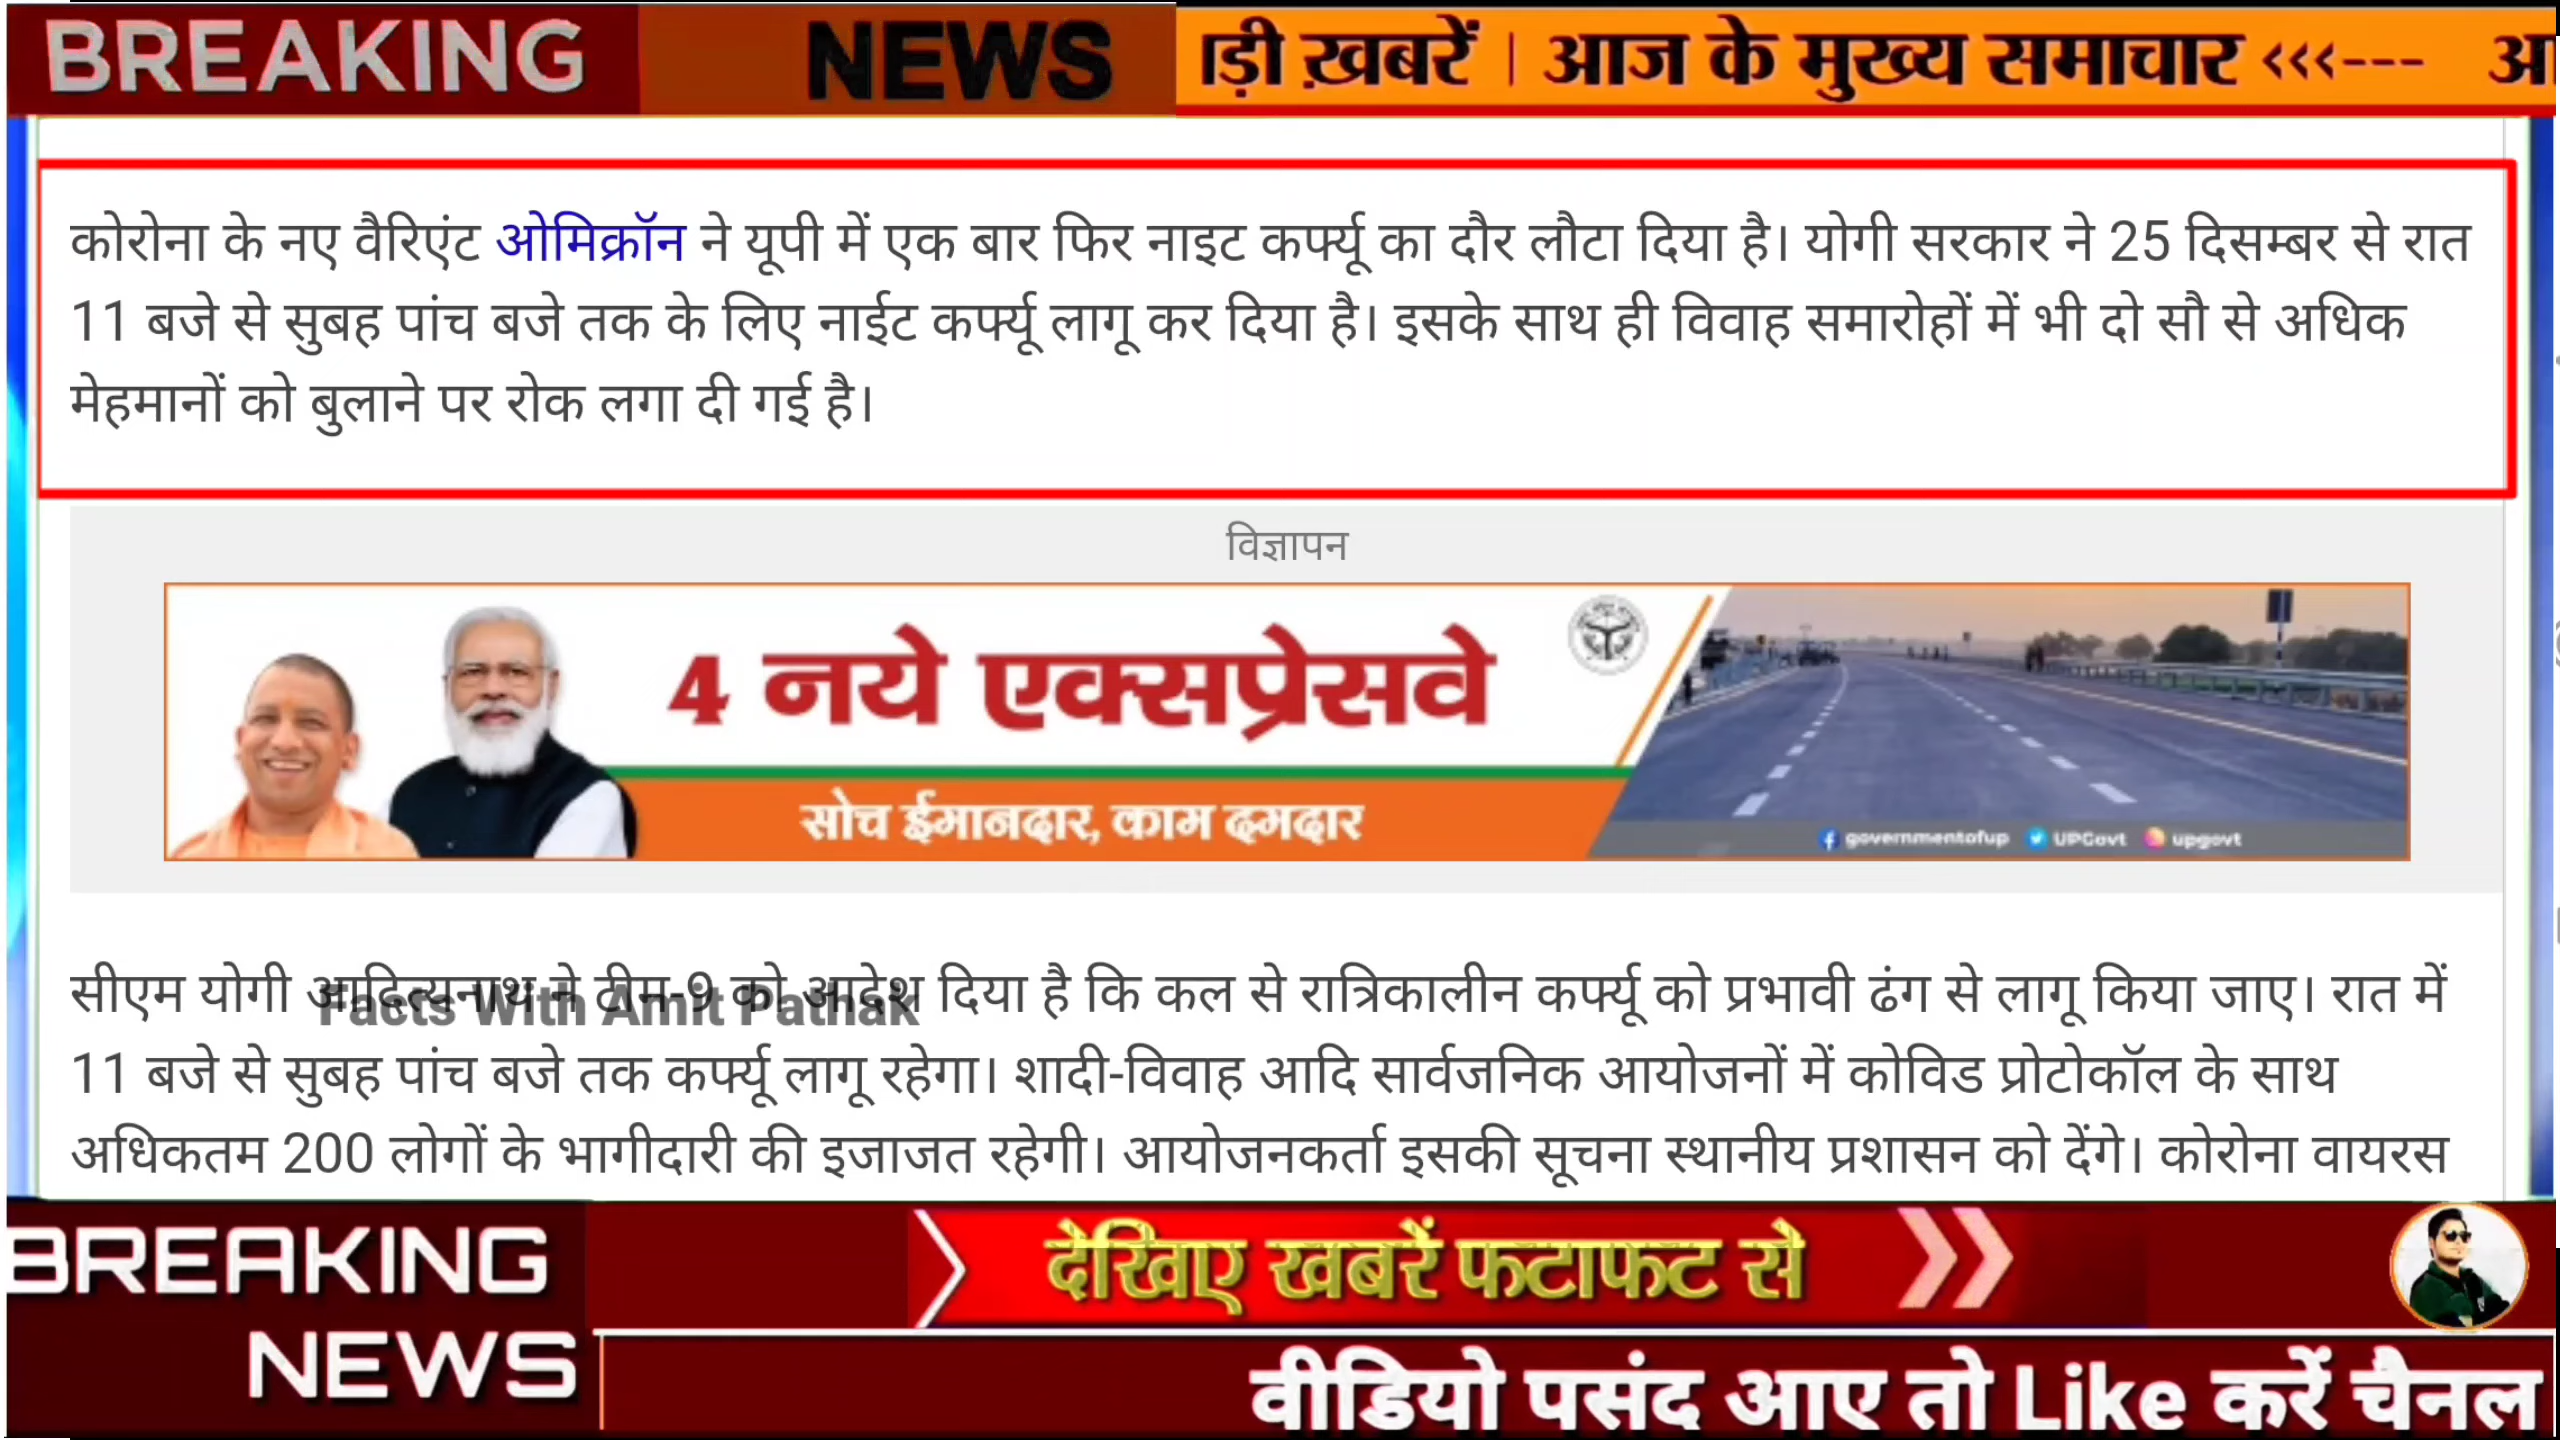 BREAKING NEWS ड़ी ख़बरें | आज के मुख्य समाचार <<<---
कोरोना के नए वैरिएंट ओमिक्रॉन ने यूपी में एक बार फिर नाइट कर्फ्यू का दौर लौटा दिया है। योगी सरकार ने 25 दिसम्बर से रात
11 बजे से सुबह पांच बजे तक के लिए नाईट कर्फ्यू लागू कर दिया है। इसके साथ ही विवाह समारोहों में भी दो सौ से अधिक
मेहमानों को बुलाने पर रोक लगा दी गई है।
विज्ञापन
4 नये एक्सप्रेसवे
सोच ईमानदार, काम दमदार
governmentofup UPGovt upgovt
सीएम योगी आदित्यनाथ ने टीम-9 को आदेश दिया है कि कल से रात्रिकालीन कर्फ्यू को प्रभावी ढंग से लागू किया जाए। रात में
Facts With Amit Pathak
11 बजे से सुबह पांच बजे तक कर्फ्यू लागू रहेगा। शादी-विवाह आदि सार्वजनिक आयोजनों में कोविड प्रोटोकॉल के साथ
अधिकतम 200 लोगों के भागीदारी की इजाजत रहेगी। आयोजनकर्ता इसकी सूचना स्थानीय प्रशासन को देंगे। कोरोना वायरस
BREAKING
NEWS
देखिए खबरें फटाफट से
वीडियो पसंद आए तो Like करें चैनल